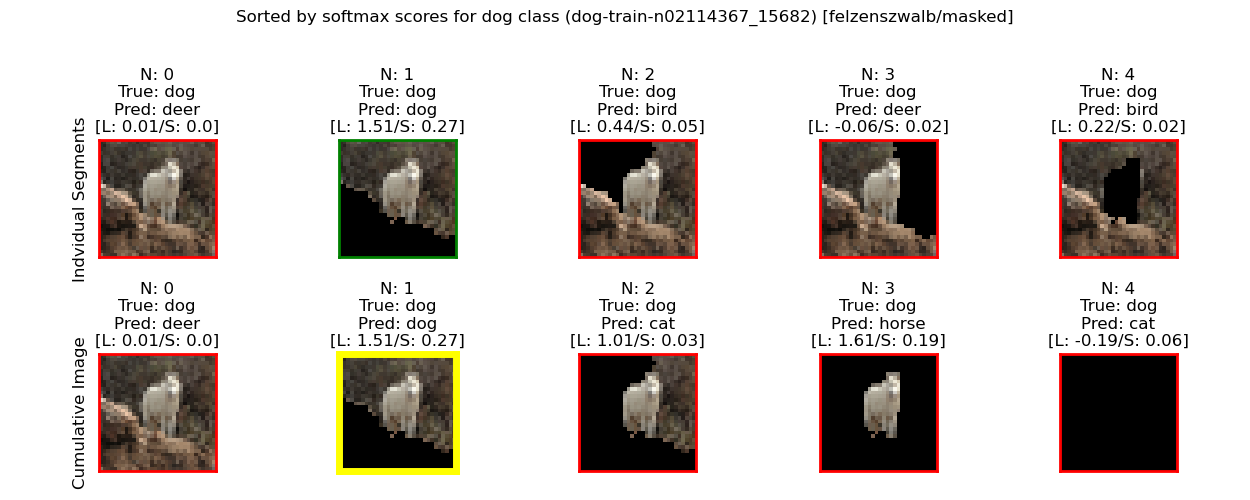 Sorted by softmax scores for dog class (dog-train-n02114367_15682) [felzenszwalb/masked]
Indvidual Segments
N: 0
True: dog
Pred: deer
[L: 0.01/S: 0.0]
N: 1
True: dog
Pred: dog
[L: 1.51/S: 0.27]
N: 2
True: dog
Pred: bird
[L: 0.44/S: 0.05]
N: 3
True: dog
Pred: deer
[L: -0.06/S: 0.02]
N: 4
True: dog
Pred: bird
[L: 0.22/S: 0.02]
Cumulative Image
N: 0
True: dog
Pred: deer
[L: 0.01/S: 0.0]
N: 1
True: dog
Pred: dog
[L: 1.51/S: 0.27]
N: 2
True: dog
Pred: cat
[L: 1.01/S: 0.03]
N: 3
True: dog
Pred: horse
[L: 1.61/S: 0.19]
N: 4
True: dog
Pred: cat
[L: -0.19/S: 0.06]